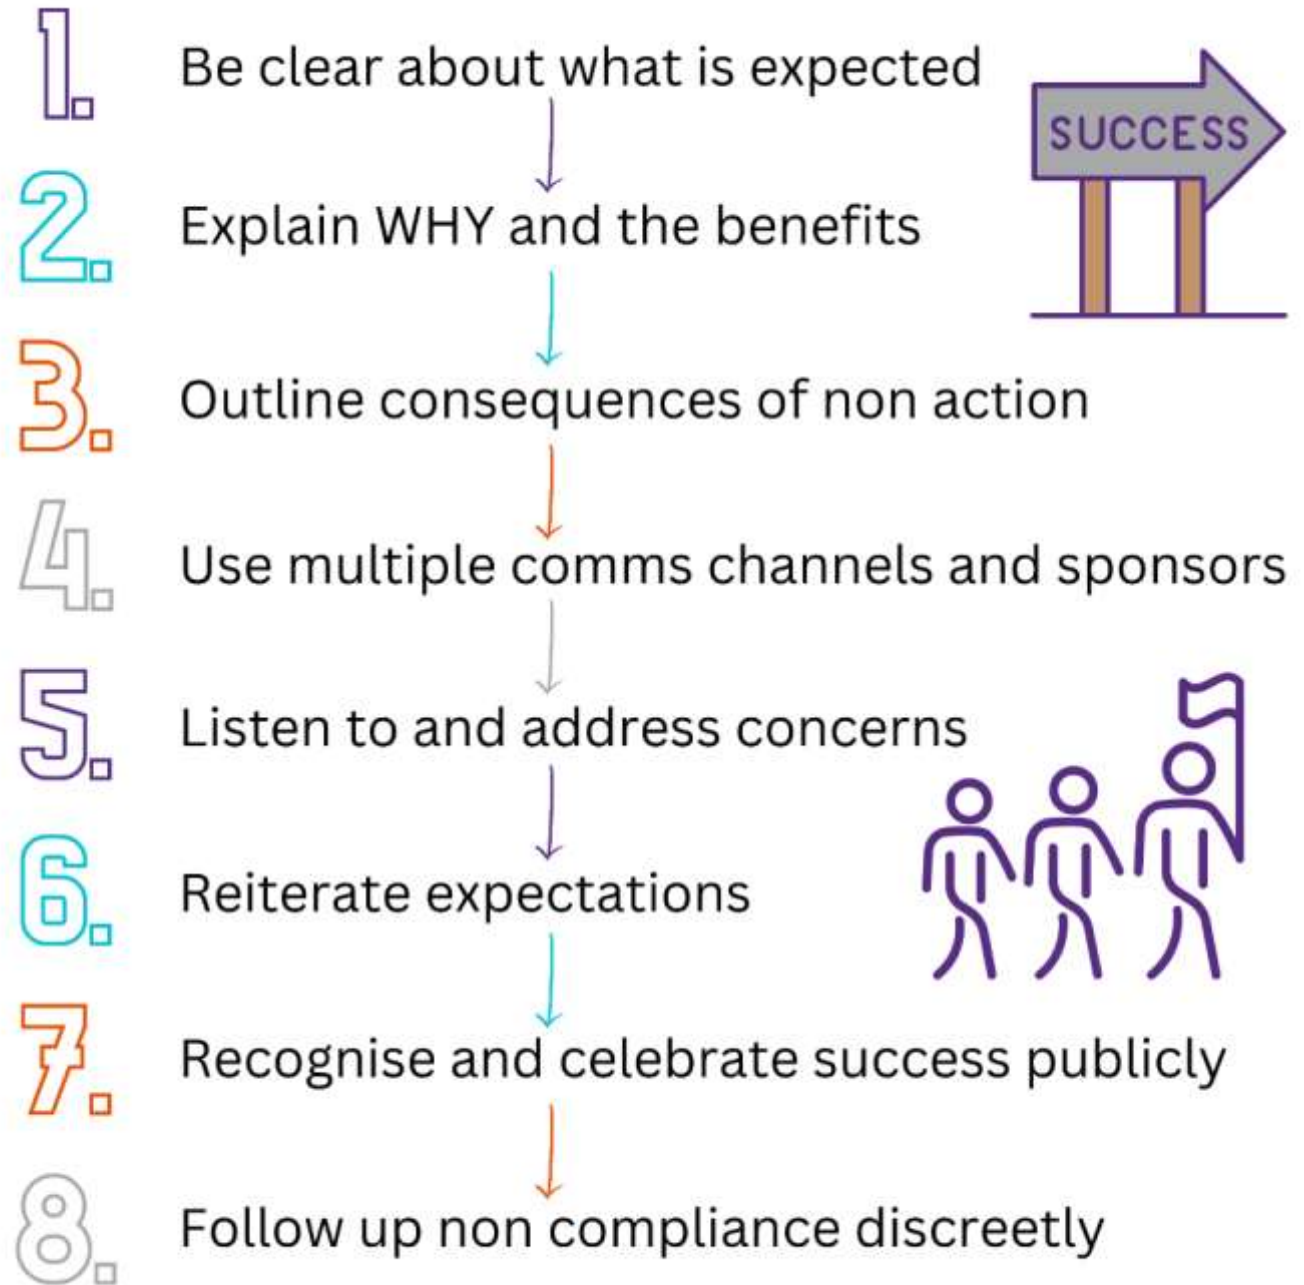 1. Be clear about what is expected
SUCCESS
2. Explain WHY and the benefits
3. Outline consequences of non action
4. Use multiple comms channels and sponsors
5. Listen to and address concerns
6. Reiterate expectations
7. Recognise and celebrate success publicly
8. Follow up non compliance discreetly